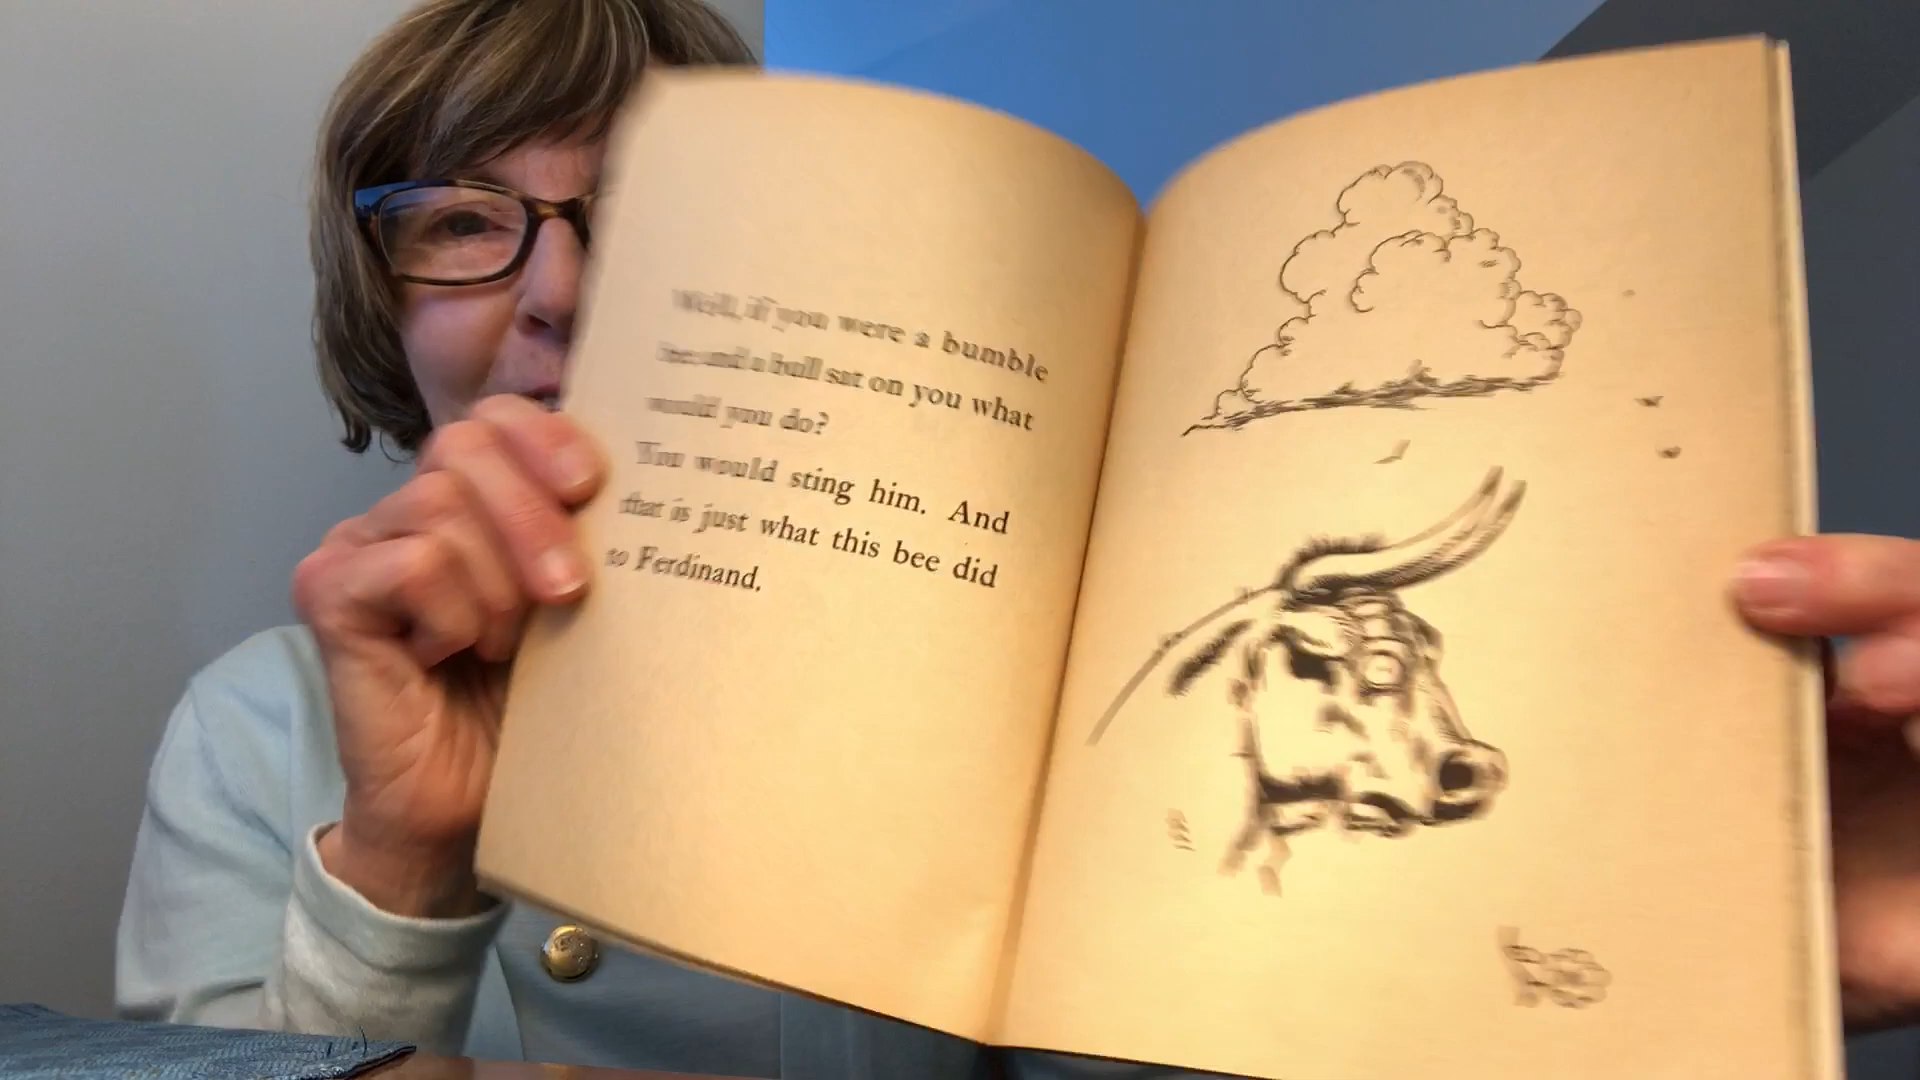 Well, if you were a bumble
bee and a bull sat on you what
would you do?
You would sting him. And
that is just what this bee did
to Ferdinand.